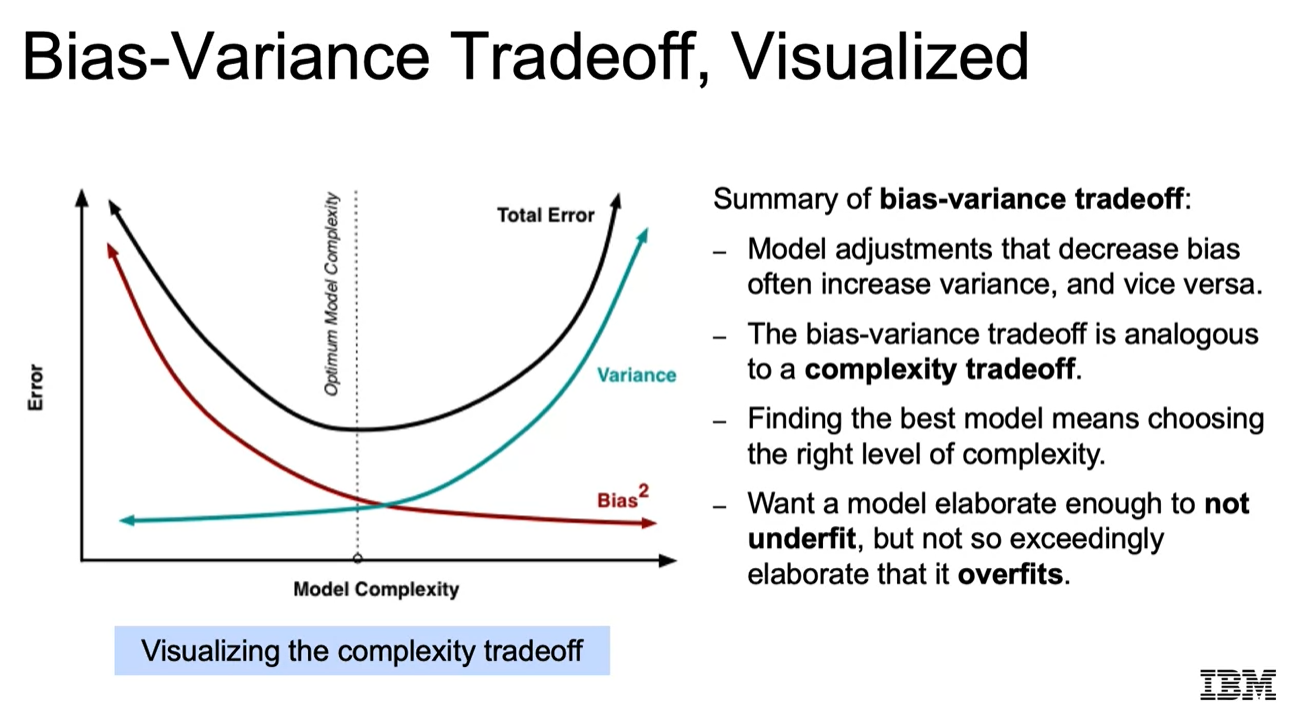 Bias-Variance Tradeoff, Visualized
Error
Optimum Model Complexity
Total Error
Variance
Bias²
Model Complexity
Visualizing the complexity tradeoff
Summary of bias-variance tradeoff:
– Model adjustments that decrease bias
often increase variance, and vice versa.
– The bias-variance tradeoff is analogous
to a complexity tradeoff.
– Finding the best model means choosing
the right level of complexity.
– Want a model elaborate enough to not
underfit, but not so exceedingly
elaborate that it overfits.
IBM